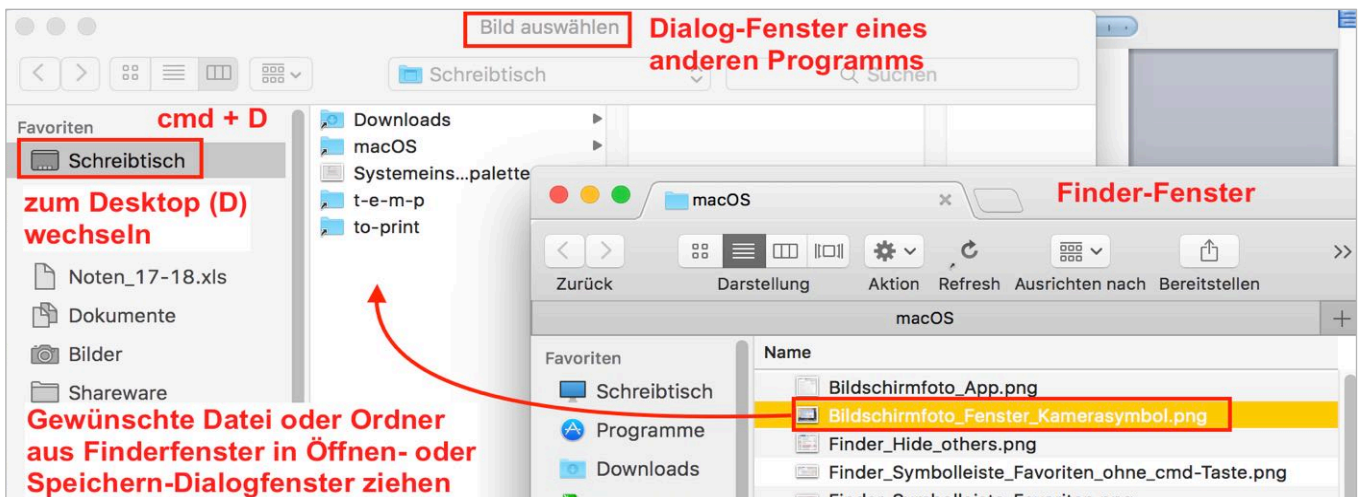 Bild auswählen
Dialog-Fenster eines
anderen Programms
Schreibtisch
Suchen
Favoriten
cmd + D
Schreibtisch
zum Desktop (D)
wechseln
Noten_17-18.xls
Dokumente
Bilder
Shareware
Gewünschte Datei oder Ordner
aus Finderfenster in Öffnen- oder
Speichern-Dialogfenster ziehen
Downloads
macOS
Systemeins...palette
t-e-m-p
to-print
macOS
Finder-Fenster
Zurück Darstellung Aktion Refresh Ausrichten nach Bereitstellen
macOS
Favoriten
Schreibtisch
Programme
Downloads
Name
Bildschirmfoto_App.png
Bildschirmfoto_Fenster_Kamerasymbol.png
Finder_Hide_others.png
Finder_Symbolleiste_Favoriten_ohne_cmd-Taste.png